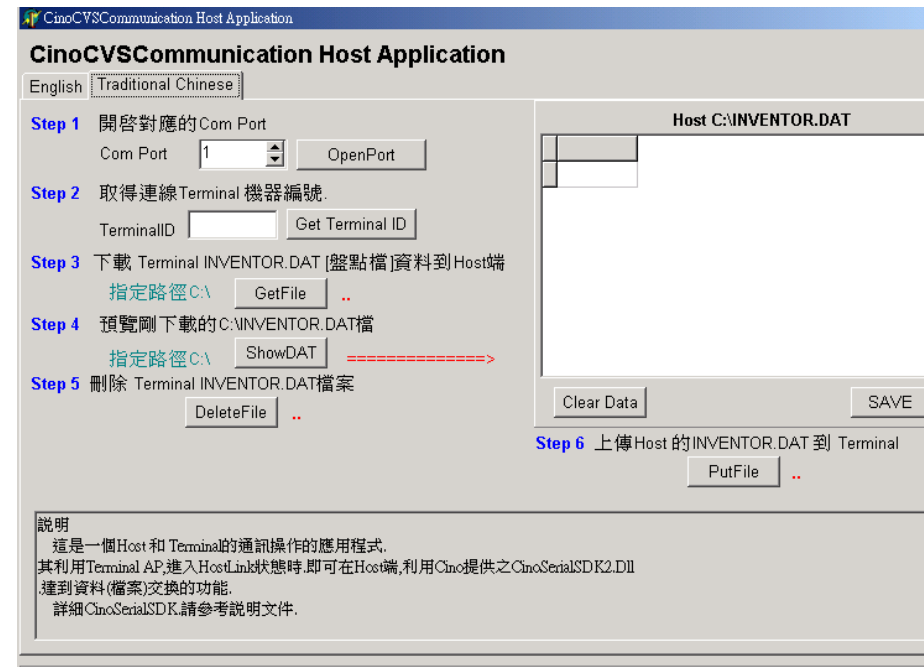 CinoCVSCommunication Host Application
CinoCVSCommunication Host Application
English
Traditional Chinese
Step 1 開啓對應的Com Port
Com Port 1 OpenPort
Step 2 取得連線Terminal 機器編號.
TerminalID Get Terminal ID
Step 3 下載 Terminal INVENTOR.DAT [盤點檔]資料到Host端
指定路徑C:\ GetFile ..
Step 4 預覽剛下載的C:\INVENTOR.DAT檔
指定路徑C:\ ShowDAT ==============>
Step 5 刪除 Terminal INVENTOR.DAT檔案
DeleteFile ..
Host C:\INVENTOR.DAT
Clear Data SAVE
Step 6 上傳Host 的INVENTOR.DAT 到 Terminal
PutFile ..
說明
這是一個Host 和 Terminal的通訊操作的應用程式.
其利用Terminal AP,進入HostLink狀態時.即可在Host端,利用Cino提供之CinoSerialSDK2.Dll
.達到資料(檔案)交換的功能.
詳細CinoSerialSDK.請參考說明文件.